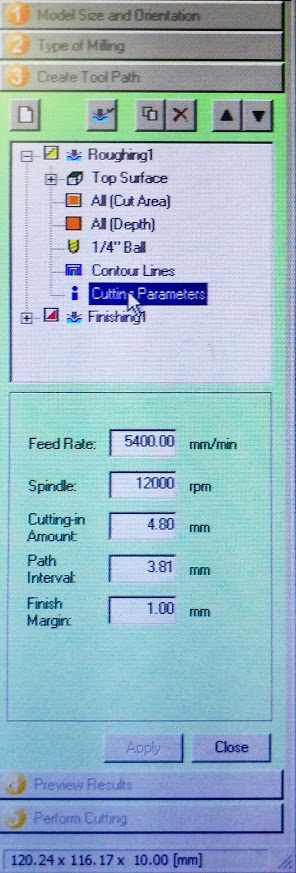 1 Model Size and Orientation
2 Type of Milling
3 Create Tool Path
Roughing1
Top Surface
All (Cut Area)
All (Depth)
1/4" Ball
Contour Lines
Cutting Parameters
Finishing1
Feed Rate: 5400.00 mm/min
Spindle: 12000 rpm
Cutting-in
Amount: 4.80 mm
Path
Interval: 3.81 mm
Finish
Margin: 1.00 mm
Apply Close
4 Preview Results
5 Perform Cutting
120.24 x 116.17 x 10.00 [mm]